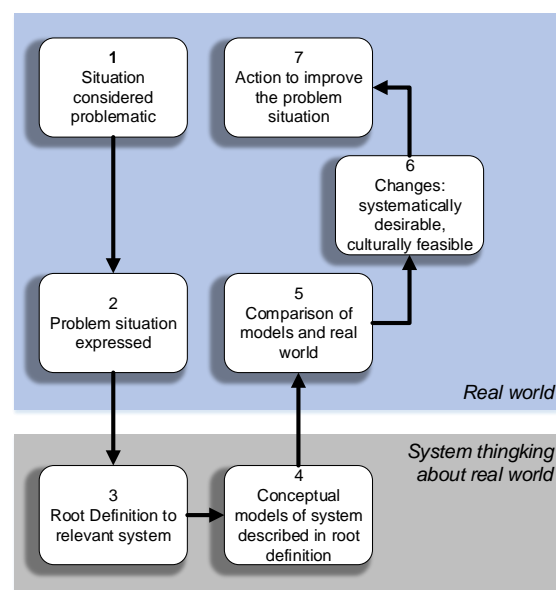 1
Situation
considered
problematic
2
Problem situation
expressed
3
Root Definition to
relevant system
4
Conceptual
models of system
described in root
definition
5
Comparison of
models and real
world
6
Changes:
systematically
desirable,
culturally feasible
7
Action to improve
the problem
situation
Real world
System thingking
about real world